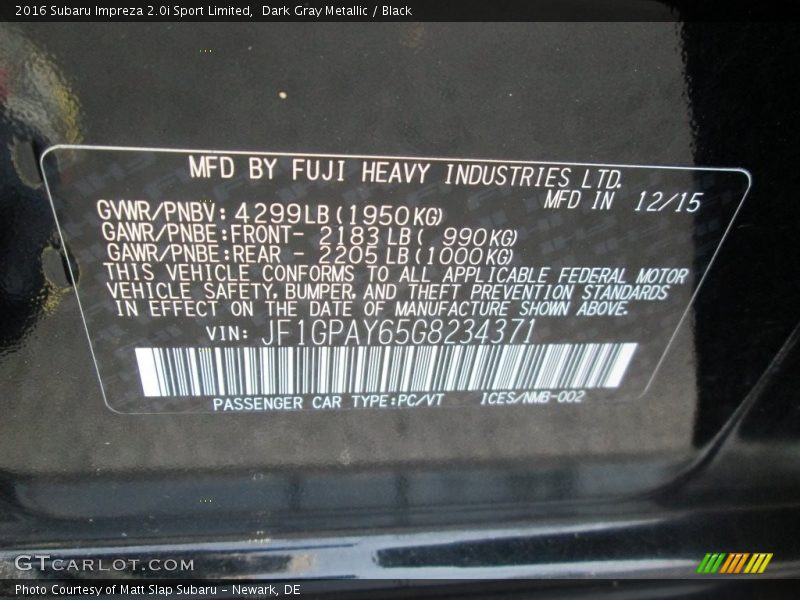 2016 Subaru Impreza 2.0i Sport Limited, Dark Gray Metallic / Black
MFD BY FUJI HEAVY INDUSTRIES LTD.
MFD IN 12/15
GVWR/PNBV: 4299LB(1950KG)
GAWR/PNBE:FRONT- 2183LB( 990KG)
GAWR/PNBE:REAR - 2205LB(1000KG)
THIS VEHICLE CONFORMS TO ALL APPLICABLE FEDERAL MOTOR
VEHICLE SAFETY, BUMPER, AND THEFT PREVENTION STANDARDS
IN EFFECT ON THE DATE OF MANUFACTURE SHOWN ABOVE.
VIN: JF1GPAY65G8234371
PASSENGER CAR TYPE:PC/VT ICES/NMB-002
GTCARLOT.COM
Photo Courtesy of Matt Slap Subaru - Newark, DE